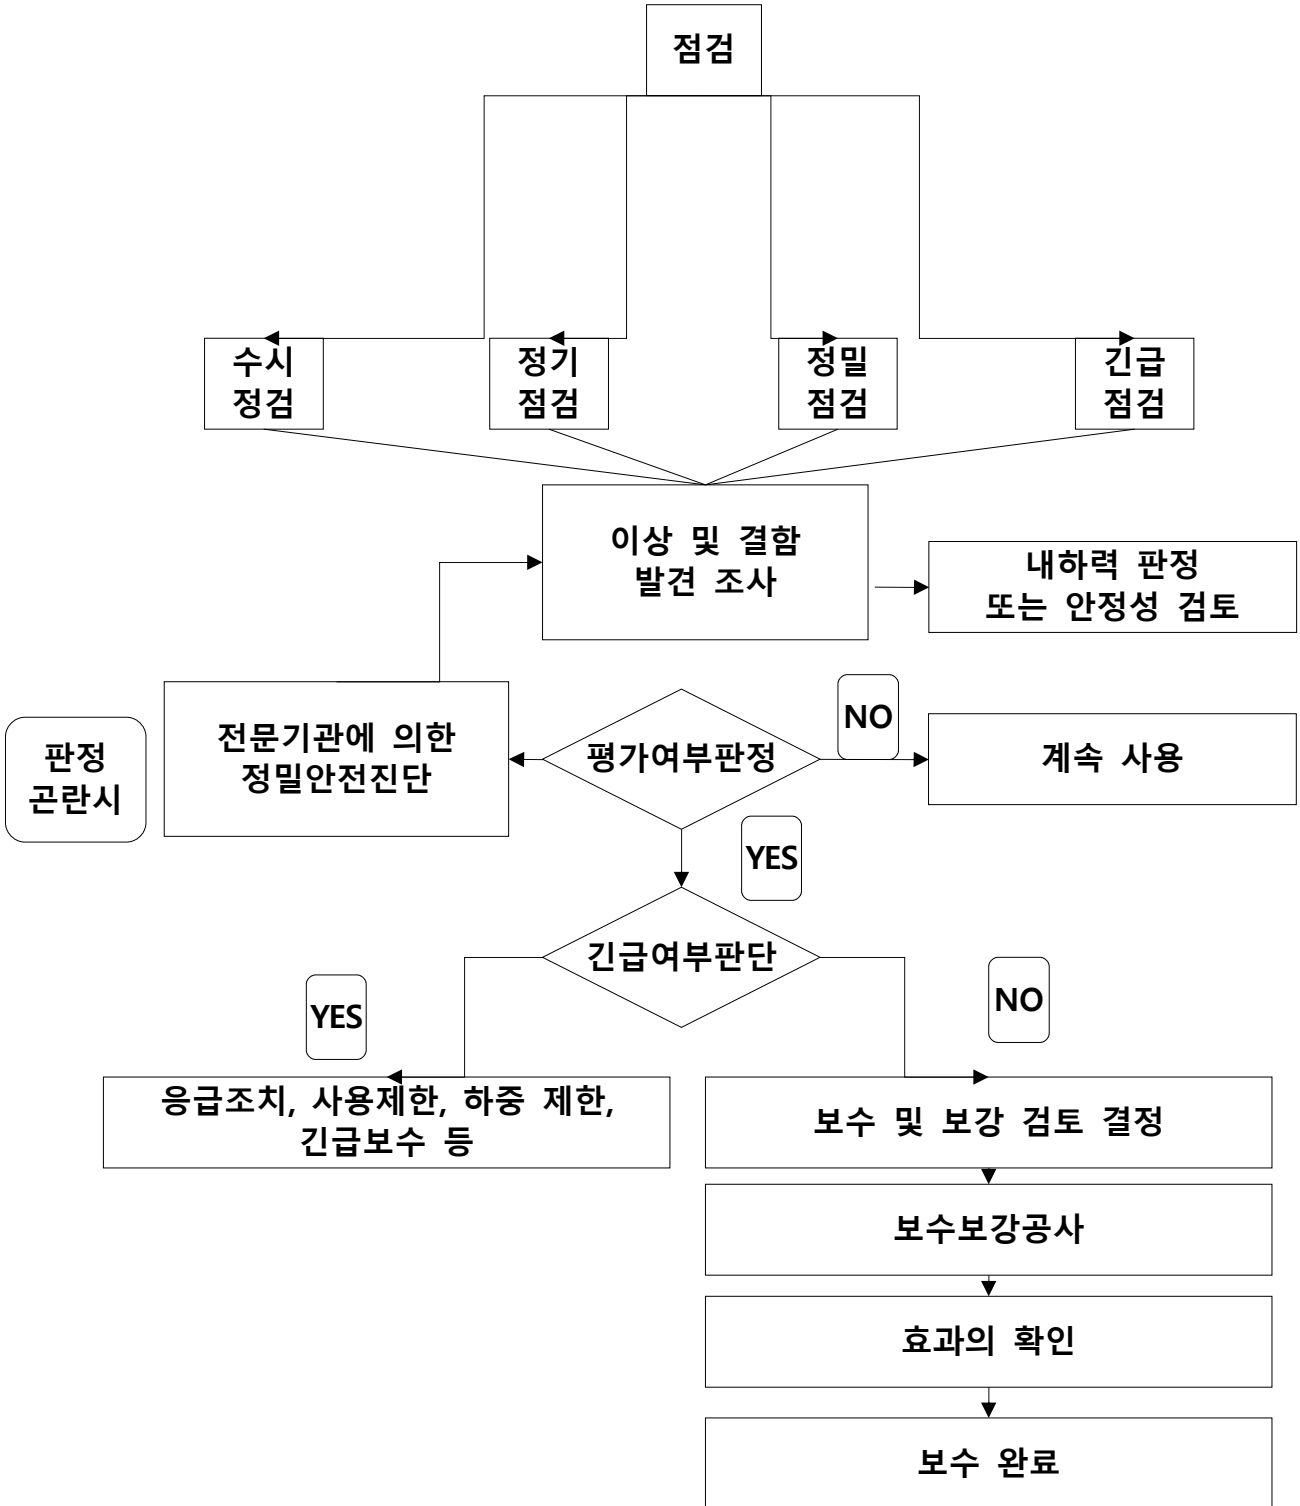 점검
수시
정검
정기
점검
정밀
점검
긴급
점검
이상 및 결함
발견 조사
내하력 판정
또는 안정성 검토
판정
곤란시
전문기관에 의한
정밀안전진단
평가여부판정
NO
계속 사용
YES
긴급여부판단
YES
NO
응급조치, 사용제한, 하중 제한,
긴급보수 등
보수 및 보강 검토 결정
보수보강공사
효과의 확인
보수 완료